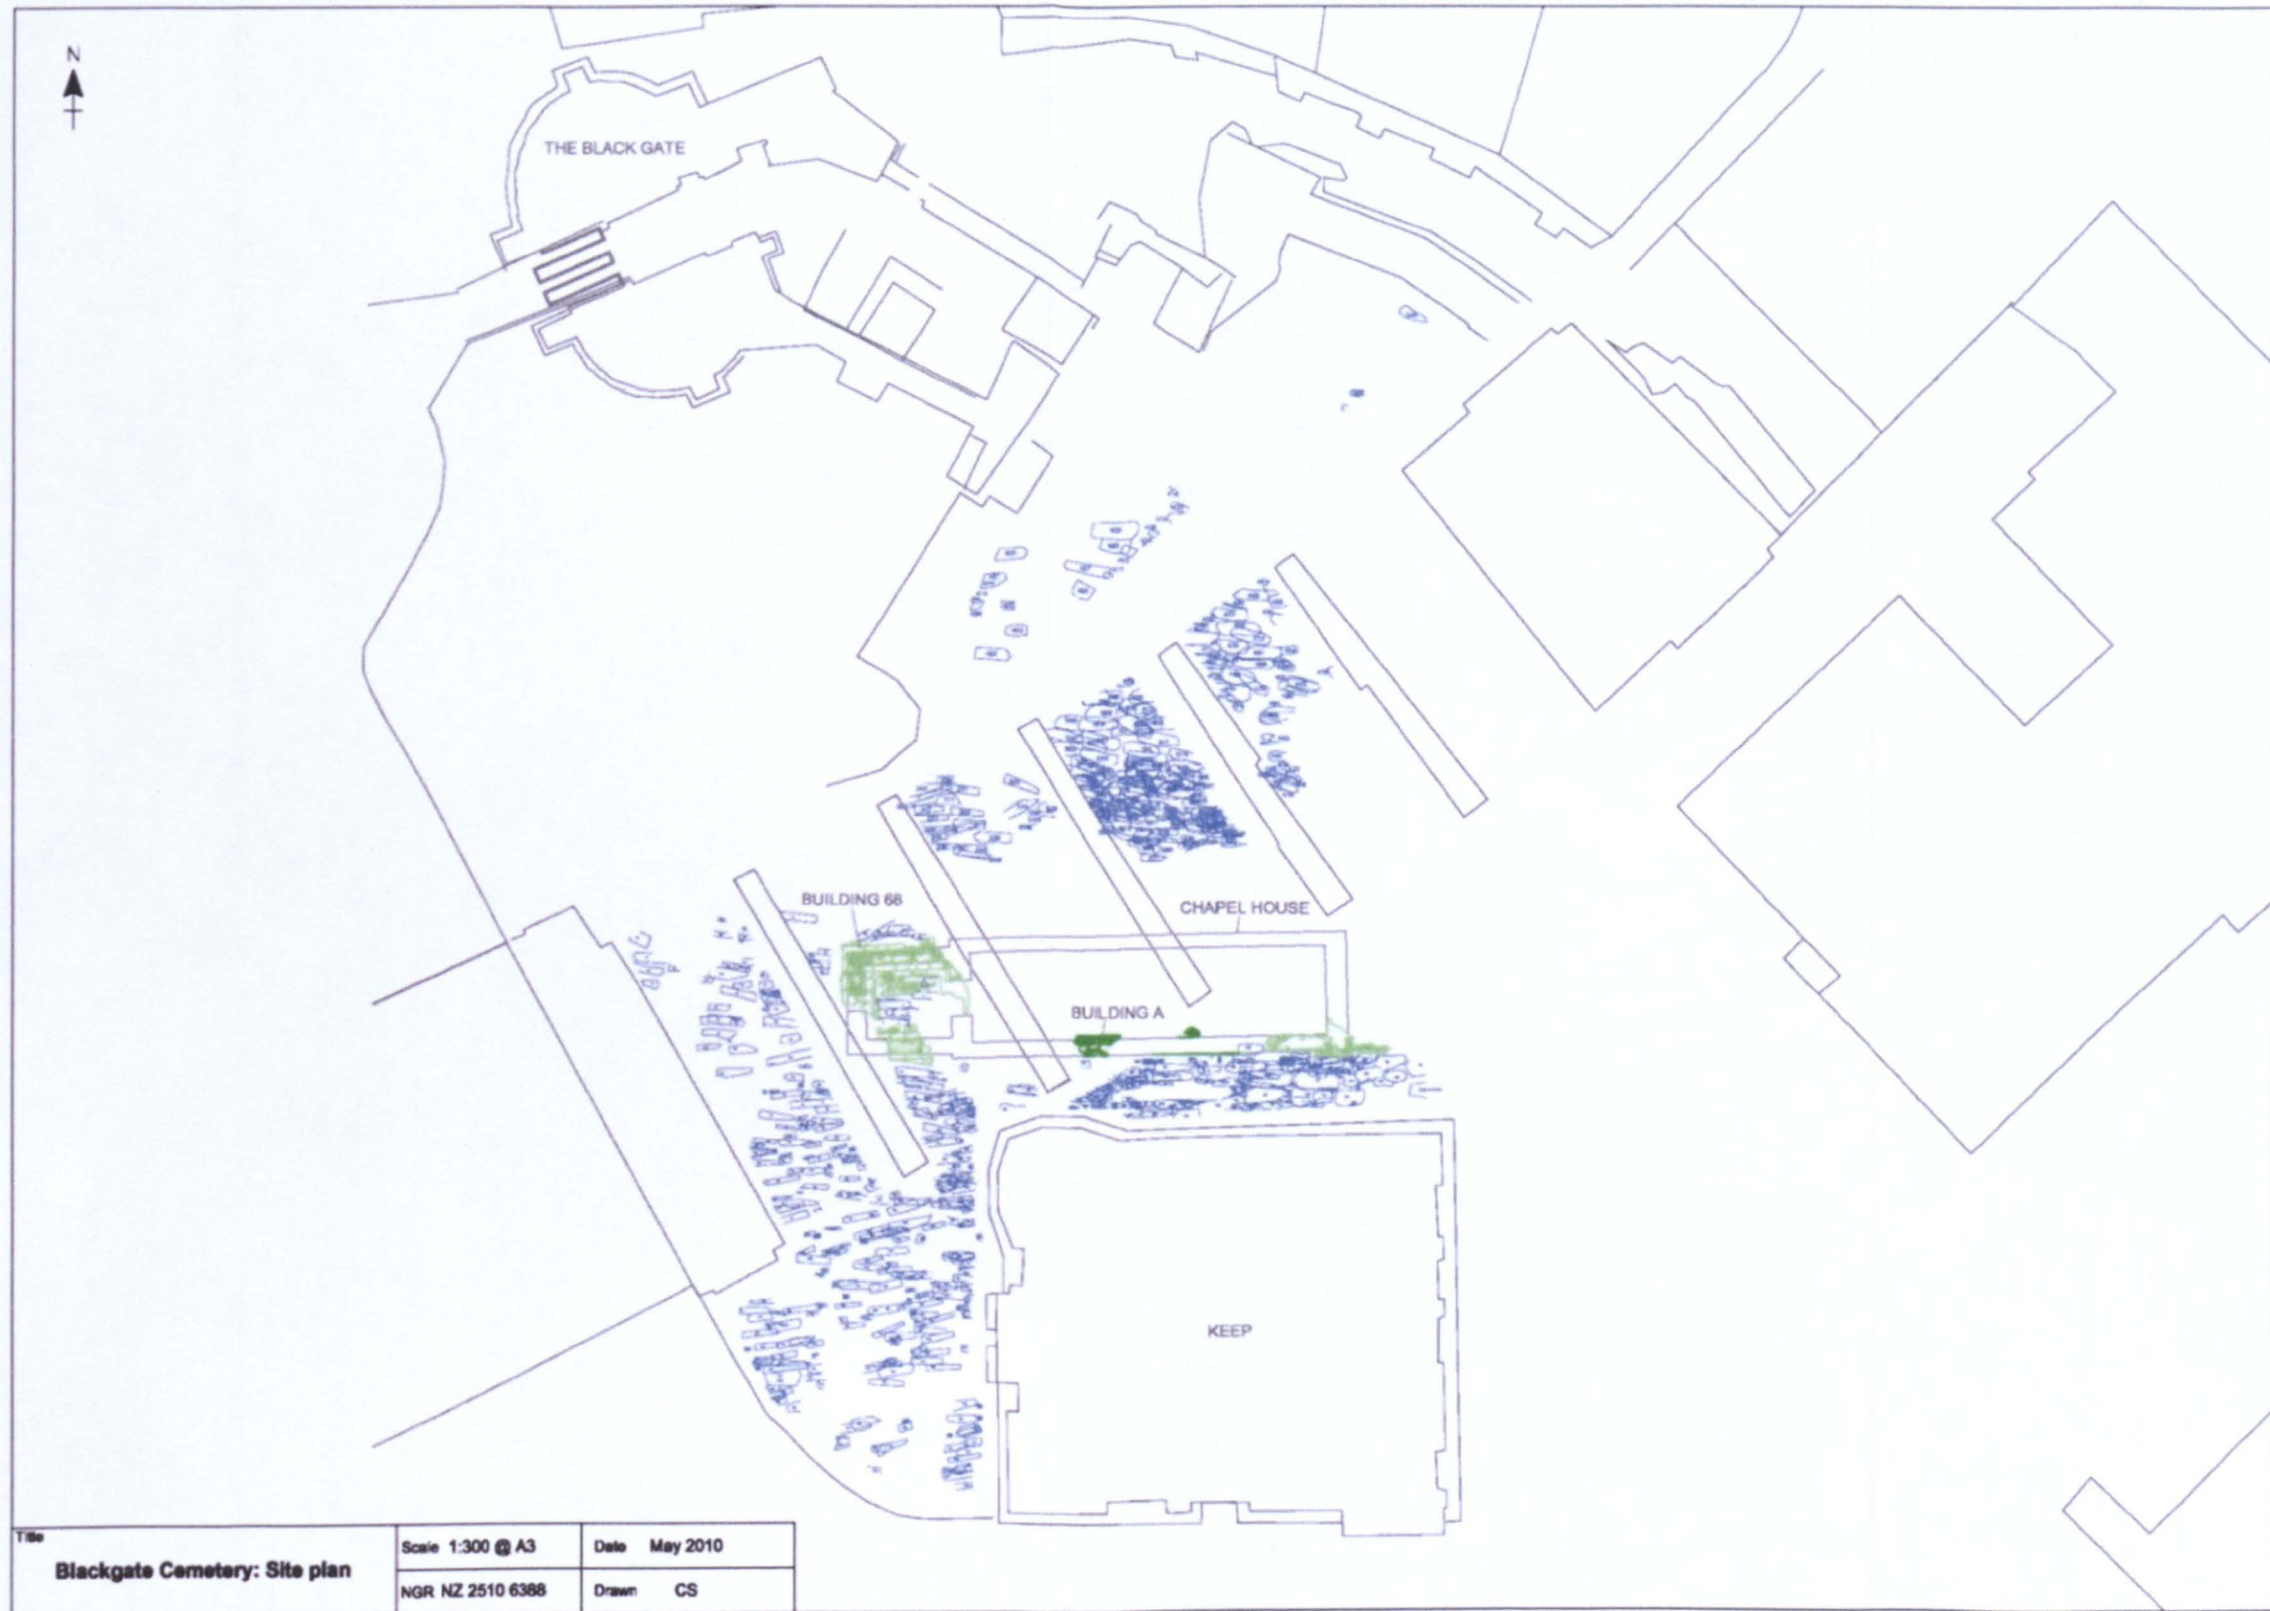 N
THE BLACK GATE
BUILDING 68
CHAPEL HOUSE
BUILDING A
KEEP
Title
Blackgate Cemetery: Site plan
Scale 1:300 @ A3
Date May 2010
NGR NZ 2510 6388
Drawn CS